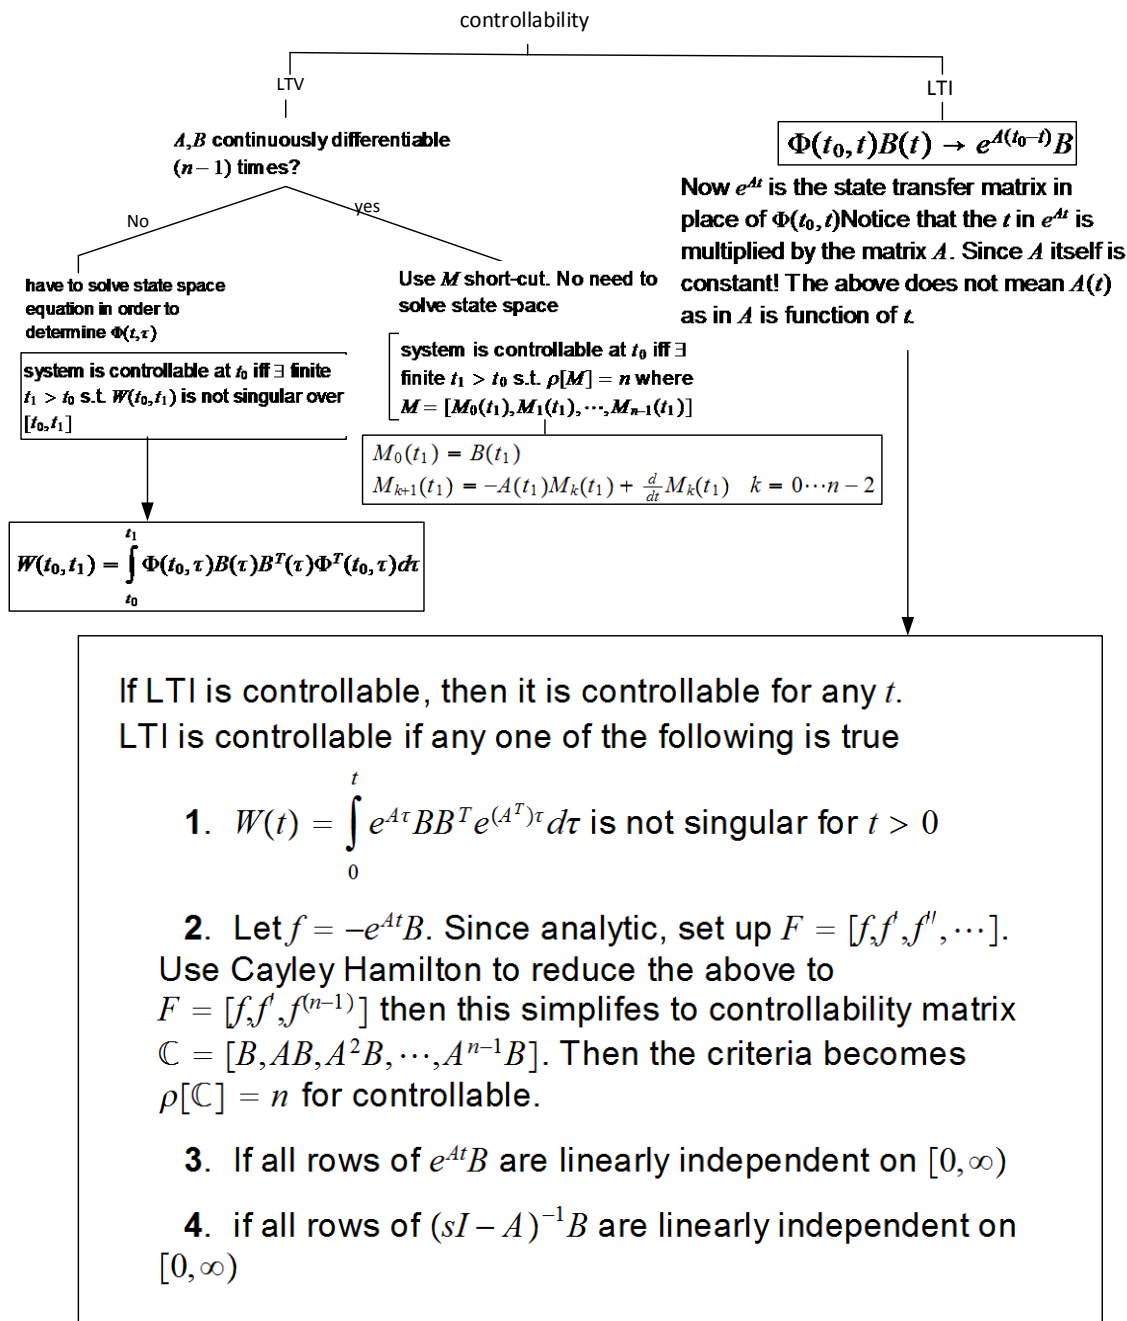 controllability
LTV
LTI
A,B continuously differentiable
(n − 1) times?
No
yes
have to solve state space
equation in order to
determine Φ(t,τ)
system is controllable at t₀ iff ∃ finite
t₁ > t₀ s.t. W(t₀,t₁) is not singular over
[t₀,t₁]
W(t₀,t₁) = ∫_{t₀}^{t₁} Φ(t₀,τ)B(τ)Bᵀ(τ)Φᵀ(t₀,τ)dτ
Use M short-cut. No need to
solve state space
system is controllable at t₀ iff ∃
finite t₁ > t₀ s.t. ρ[M] = n where
M = [M₀(t₁),M₁(t₁),⋯,Mₙ₋₁(t₁)]
M₀(t₁) = B(t₁)
Mₖ₊₁(t₁) = −A(t₁)Mₖ(t₁) + d/dt Mₖ(t₁) k = 0⋯n − 2
Φ(t₀,t)B(t) → e^{A(t₀−t)}B
Now e^{At} is the state transfer matrix in
place of Φ(t₀,t)Notice that the t in e^{At} is
multiplied by the matrix A. Since A itself is
constant! The above does not mean A(t)
as in A is function of t.
If LTI is controllable, then it is controllable for any t.
LTI is controllable if any one of the following is true
1. W(t) = ∫_{0}^{t} e^{Aτ}BBᵀe^{(Aᵀ)τ}dτ is not singular for t > 0
2. Let f = −e^{At}B. Since analytic, set up F = [f,f′,f′′,⋯].
Use Cayley Hamilton to reduce the above to
F = [f,f′,f^{(n−1)}] then this simplifes to controllability matrix
ℂ = [B,AB,A²B,⋯,A^{n−1}B]. Then the criteria becomes
ρ[ℂ] = n for controllable.
3. If all rows of e^{At}B are linearly independent on [0,∞)
4. if all rows of (sI − A)⁻¹B are linearly independent on
[0,∞)